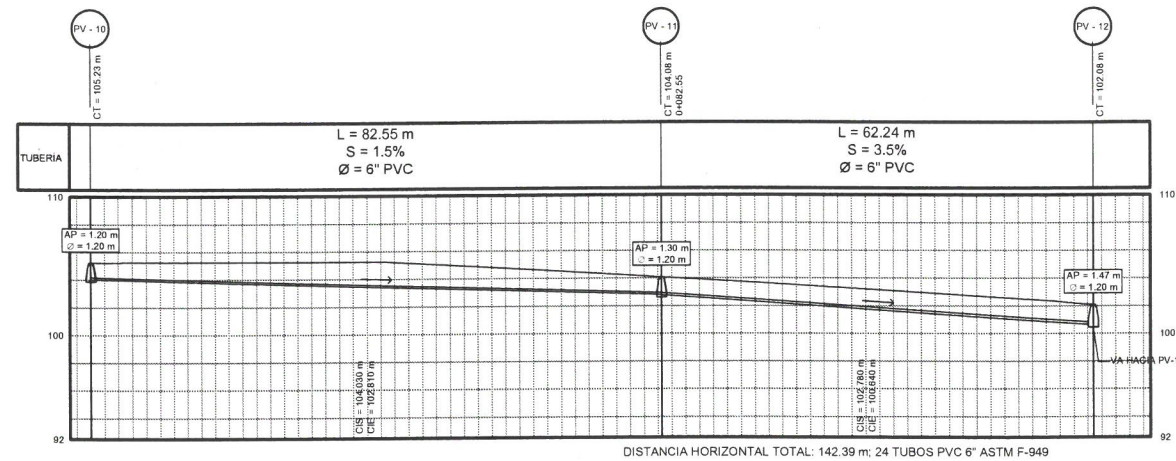 PV - 10
PV - 11
PV - 12
CT = 105.23 m
CT = 104.08 m
0+082.55
CT = 102.08 m
TUBERIA
L = 82.55 m
S = 1.5%
Ø = 6" PVC
L = 62.24 m
S = 3.5%
Ø = 6" PVC
110
110
AP = 1.20 m
∅ = 1.20 m
AP = 1.30 m
∅ = 1.20 m
AP = 1.47 m
∅ = 1.20 m
100
100
VA HACIA PV-1
CIS = 104.030 m
CIE = 102.810 m
CIS = 102.780 m
CIE = 100.640 m
92
92
DISTANCIA HORIZONTAL TOTAL: 142.39 m; 24 TUBOS PVC 6" ASTM F-949